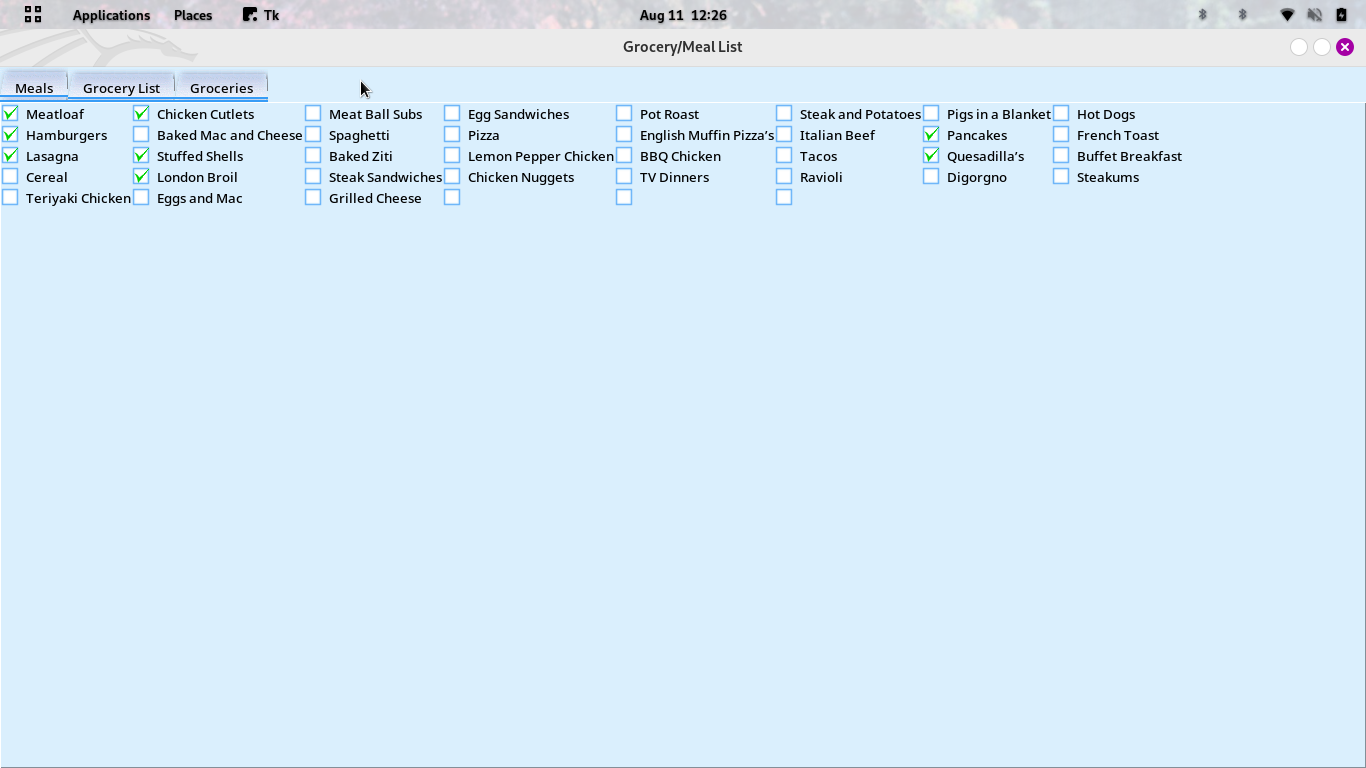 Applications Places Tk Aug 11 12:26
Grocery/Meal List
Meals Grocery List Groceries
Meatloaf Chicken Cutlets Meat Ball Subs Egg Sandwiches Pot Roast Steak and Potatoes Pigs in a Blanket Hot Dogs
Hamburgers Baked Mac and Cheese Spaghetti Pizza English Muffin Pizza’s Italian Beef Pancakes French Toast
Lasagna Stuffed Shells Baked Ziti Lemon Pepper Chicken BBQ Chicken Tacos Quesadilla’s Buffet Breakfast
Cereal London Broil Steak Sandwiches Chicken Nuggets TV Dinners Ravioli Digorgno Steakums
Teriyaki Chicken Eggs and Mac Grilled Cheese